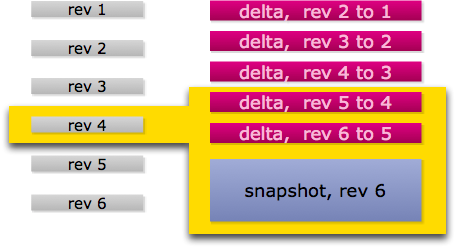 rev 1
rev 2
rev 3
rev 4
rev 5
rev 6
delta, rev 2 to 1
delta, rev 3 to 2
delta, rev 4 to 3
delta, rev 5 to 4
delta, rev 6 to 5
snapshot, rev 6